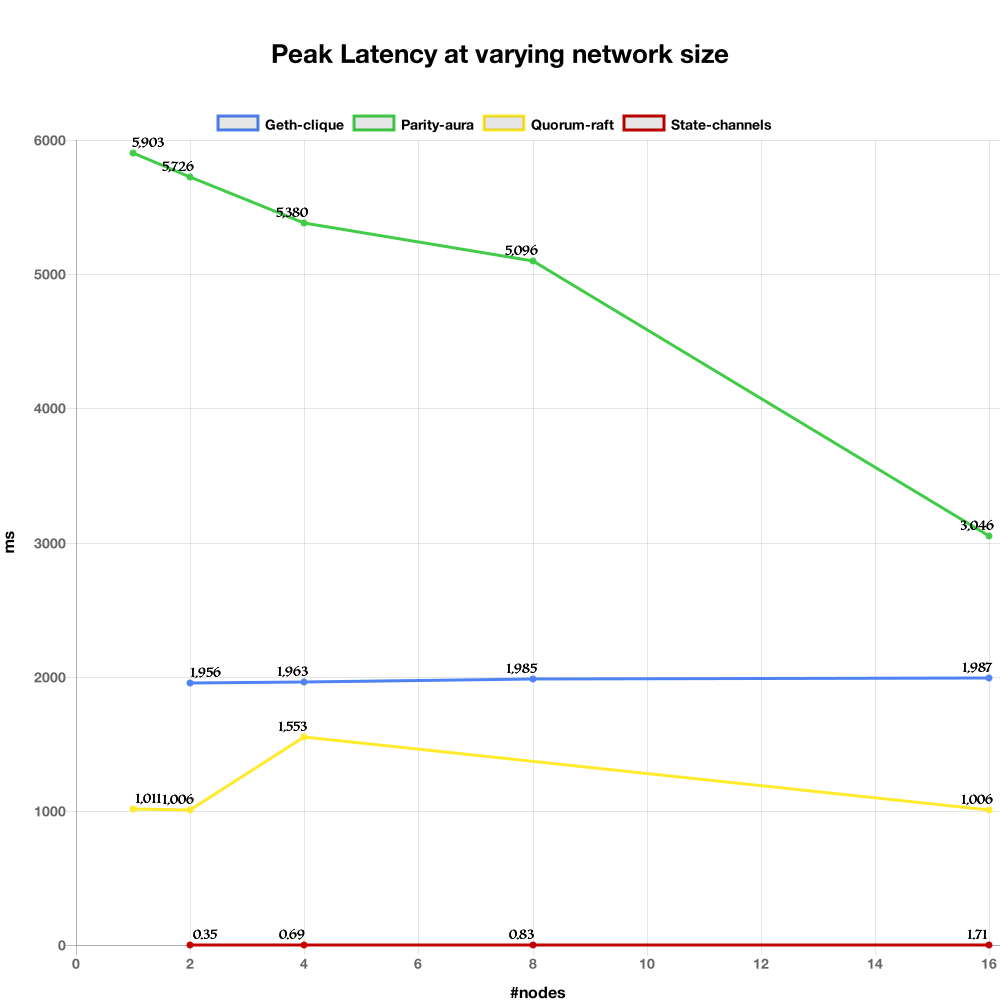 Peak Latency at varying network size
Geth-clique Parity-aura Quorum-raft State-channels
6000
5,903
5,726
5,380
5,096
5000
4000
3,046
3000
ms
2000
1,956 1,963 1,985 1,987
1,553
1,011 1,006 1,006
1000
0.35 0.69 0.83 1.71
0
0 2 4 6 8 10 12 14 16
#nodes